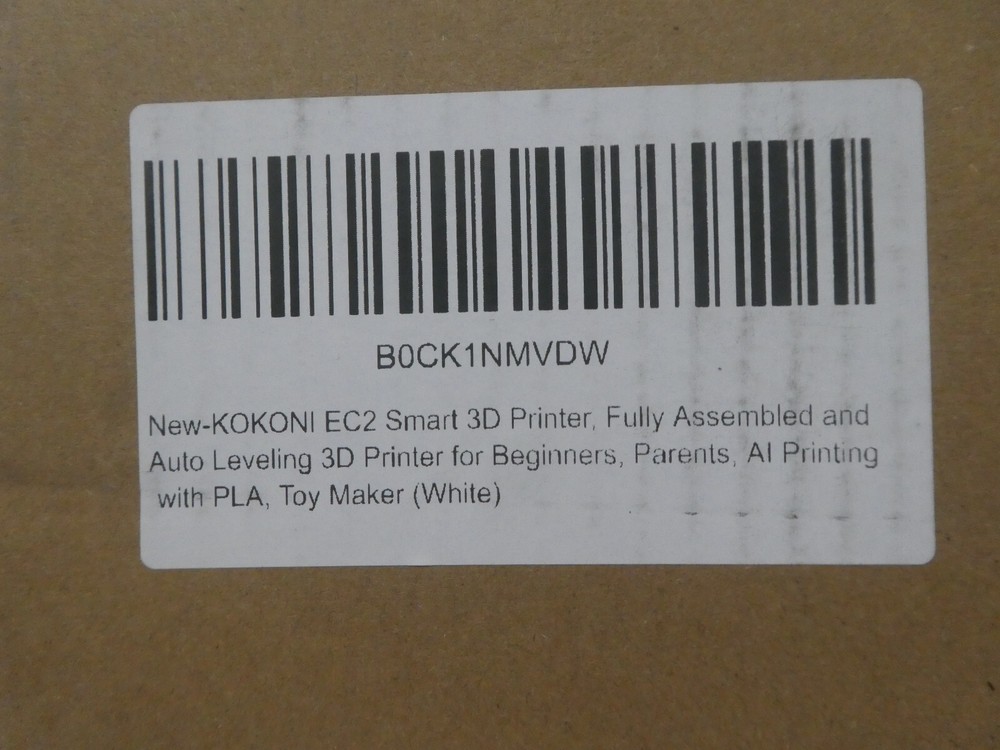 B0CK1NMVDW
New-KOKONI EC2 Smart 3D Printer, Fully Assembled and
Auto Leveling 3D Printer for Beginners, Parents, AI Printing
with PLA, Toy Maker (White)